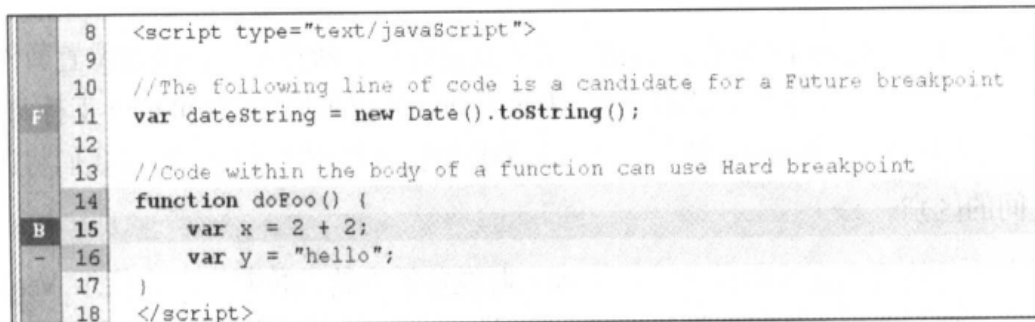 8 <script type="text/javaScript">
9
10 //The following line of code is a candidate for a Future breakpoint
F 11 var dateString = new Date().toString();
12
13 //Code within the body of a function can use Hard breakpoint
14 function doFoo() {
B 15 var x = 2 + 2;
- 16 var y = "hello";
17 }
18 </script>